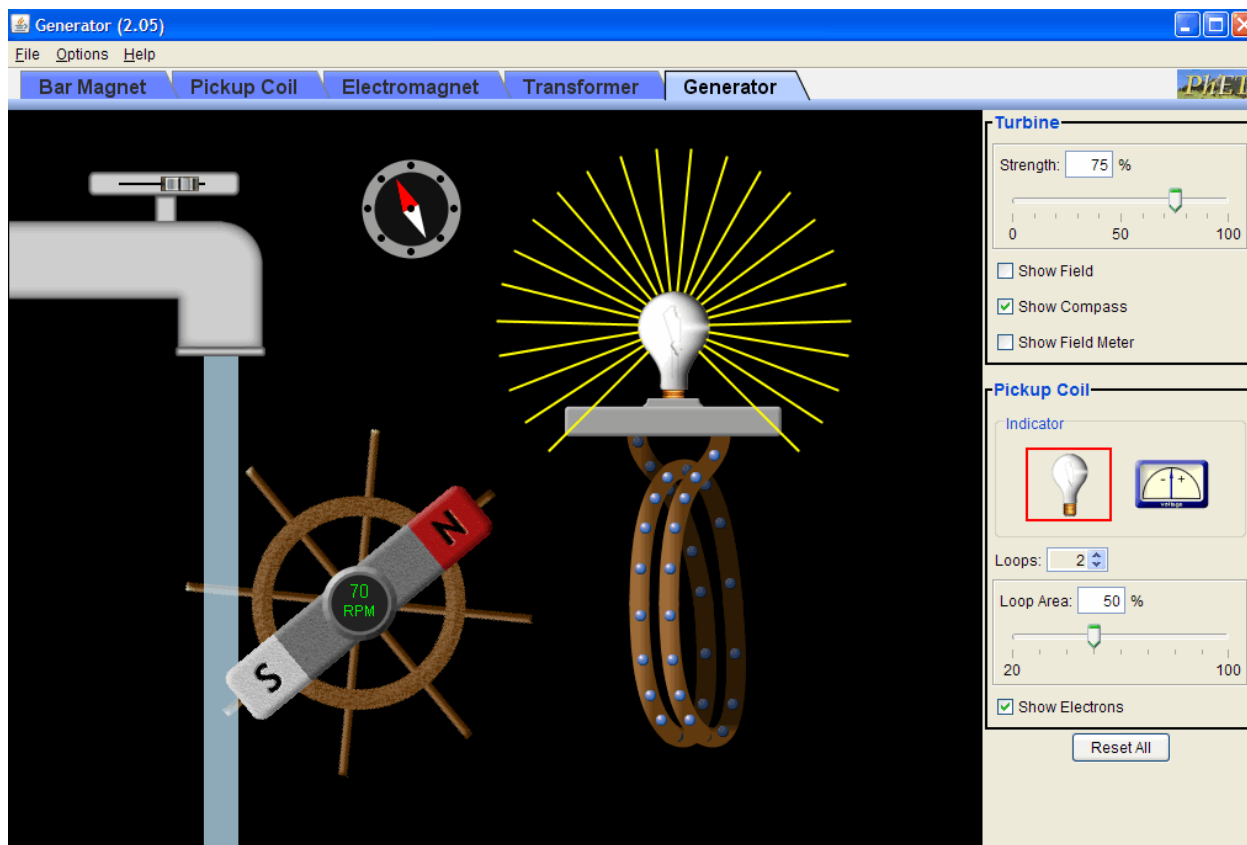 Generator (2.05)
File Options Help
Bar Magnet Pickup Coil Electromagnet Transformer Generator
PhET
Turbine
Strength: 75 %
0 50 100
Show Field
Show Compass
Show Field Meter
Pickup Coil
Indicator
- +
voltage
Loops: 2
Loop Area: 50 %
20 100
Show Electrons
Reset All
N
70
RPM
S